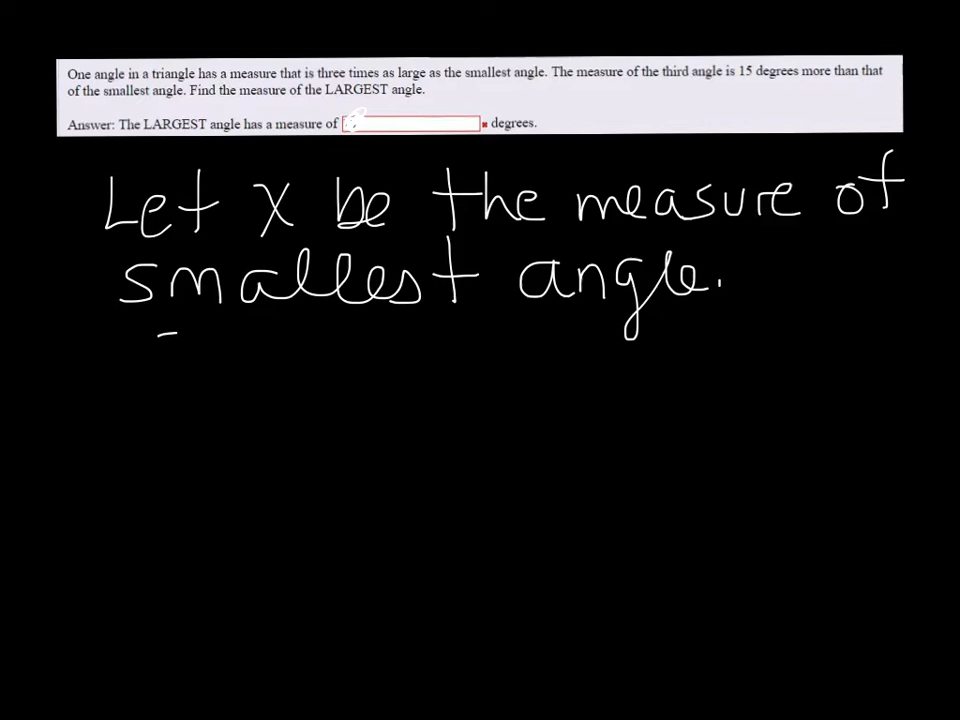 One angle in a triangle has a measure that is three times as large as the smallest angle. The measure of the third angle is 15 degrees more than that
of the smallest angle. Find the measure of the LARGEST angle.
Answer: The LARGEST angle has a measure of degrees.
Let x be the measure of
smallest angle.